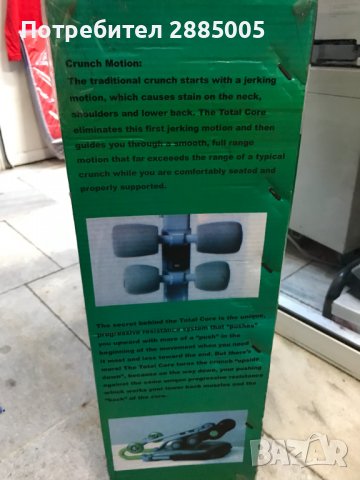 Потребител 2885005
Crunch Motion:
The traditional crunch starts with a jerking
motion, which causes stain on the neck,
shoulders and lower back. The Total Core
eliminates this first jerking motion and then
guides you through a smooth, full range
motion that far exceeds the range of a typical
crunch while you are comfortably seated and
properly supported.
The secret behind the Total Core is the unique
progressive resistance system that "pushes"
you upward with more of a "push" in the
beginning of the movement when you need
it most and less toward the end. But there's
more! The Total Core turns the crunch "upside
down", because on the way down, your pushing
against the same unique progressive resistance
which works your lower back muscles and the
"back" of the core.
BAZAR